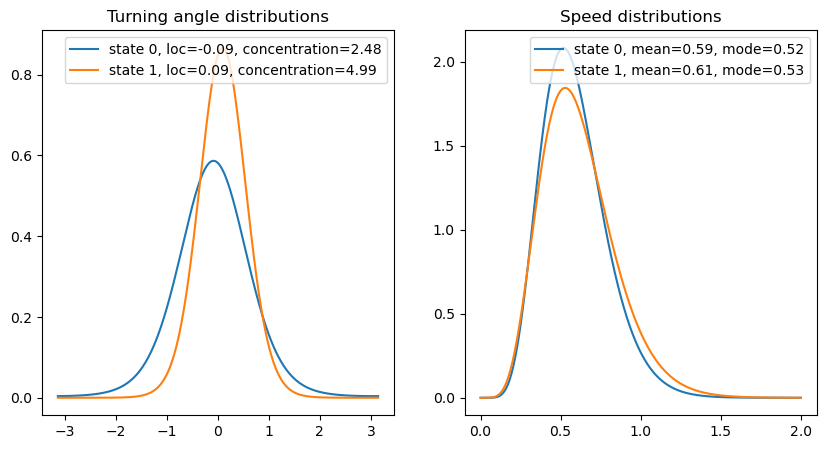 Turning angle distributions
state 0, loc=-0.09, concentration=2.48
state 1, loc=0.09, concentration=4.99
0.8
0.6
0.4
0.2
0.0
−3 −2 −1 0 1 2 3
Speed distributions
state 0, mean=0.59, mode=0.52
state 1, mean=0.61, mode=0.53
2.0
1.5
1.0
0.5
0.0
0.0 0.5 1.0 1.5 2.0